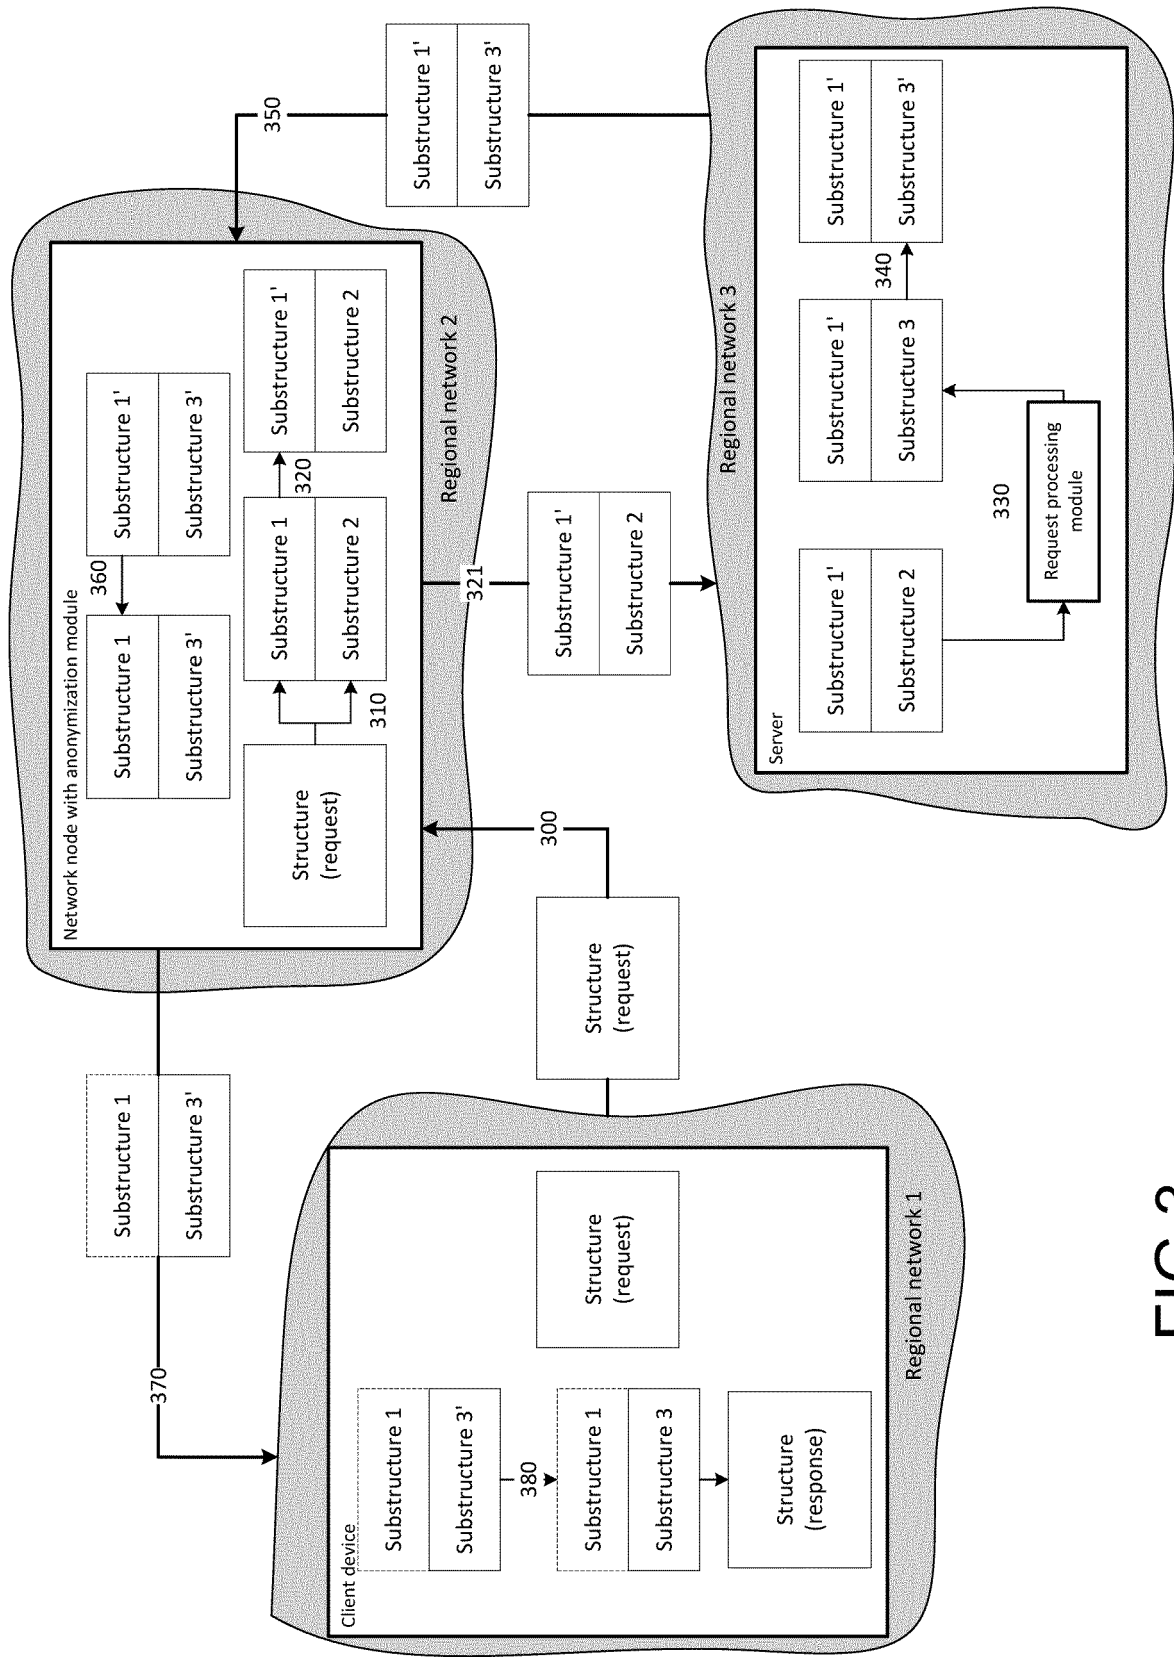 Network node with anonymization module
Substructure 1
Substructure 3'
360
Substructure 1'
Substructure 3'
Structure
(request)
310
Substructure 1
Substructure 2
320
Substructure 1'
Substructure 2
Regional network 2
350
Substructure 1'
Substructure 3'
370
Substructure 1
Substructure 3'
Client device
Substructure 1
Substructure 3'
380
Substructure 1
Substructure 3
Structure
(response)
Structure
(request)
Regional network 1
Structure
(request)
300
321
Substructure 1'
Substructure 2
Regional network 3
Server
Substructure 1'
Substructure 2
330
Request processing
module
Substructure 1'
Substructure 3
340
Substructure 1'
Substructure 3'
FIG